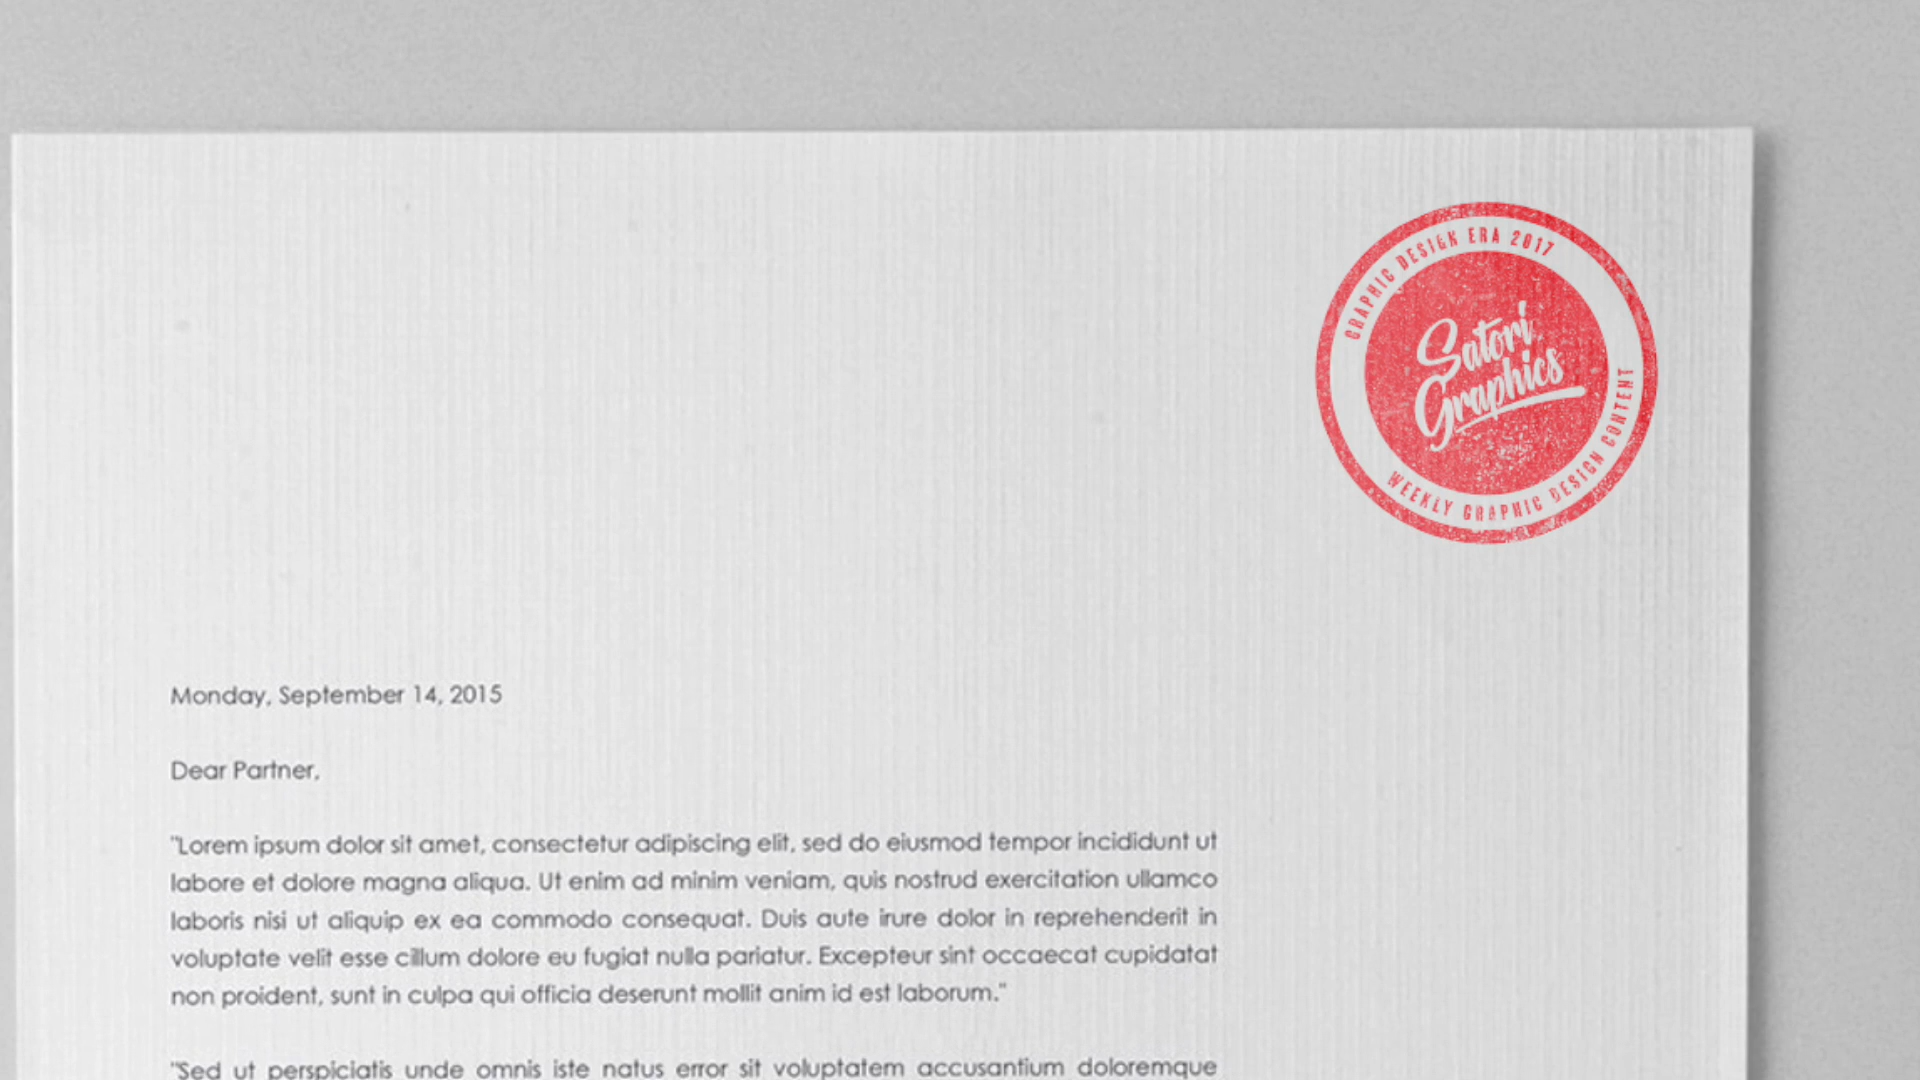 GRAPHIC DESIGN ERA 2017
Satori
Graphics
WEEKLY GRAPHIC DESIGN CONTENT
Monday, September 14, 2015
Dear Partner,
"Lorem ipsum dolor sit amet, consectetur adipiscing elit, sed do eiusmod tempor incididunt ut
labore et dolore magna aliqua. Ut enim ad minim veniam, quis nostrud exercitation ullamco
laboris nisi ut aliquip ex ea commodo consequat. Duis aute irure dolor in reprehenderit in
voluptate velit esse cillum dolore eu fugiat nulla pariatur. Excepteur sint occaecat cupidatat
non proident, sunt in culpa qui officia deserunt mollit anim id est laborum."
"Sed ut perspiciatis unde omnis iste natus error sit voluptatem accusantium doloremque